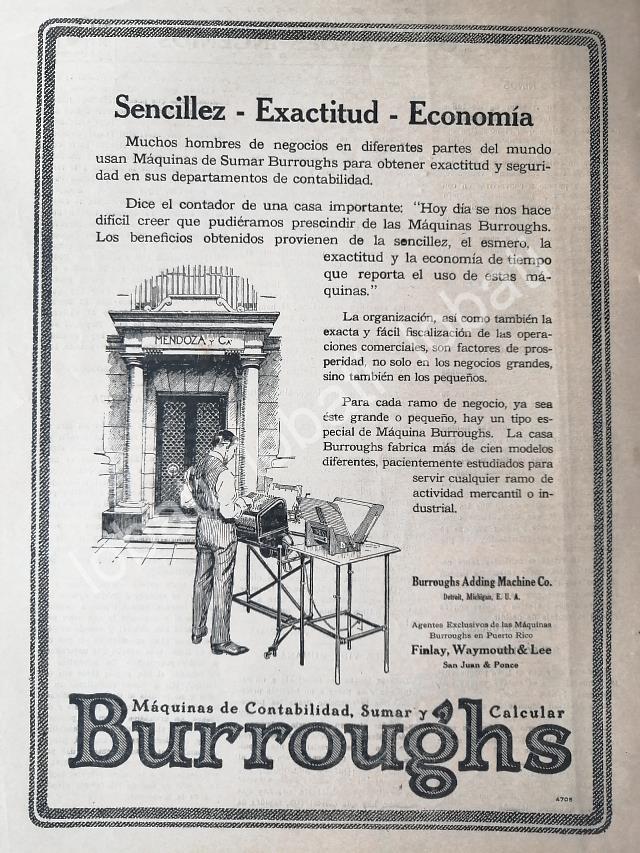 Sencillez - Exactitud - Economía
Muchos hombres de negocios en diferentes partes del mundo
usan Máquinas de Sumar Burroughs para obtener exactitud y seguri-
dad en sus departamentos de contabilidad.
Dice el contador de una casa importante: "Hoy día se nos hace
difícil creer que pudiéramos prescindir de las Máquinas Burroughs.
Los beneficios obtenidos provienen de la sencillez, el esmero, la
exactitud y la economía de tiempo
que reporta el uso de éstas má-
quinas."
MENDOZA y Ca
La organización, así como también la
exacta y fácil fiscalización de las opera-
ciones comerciales, son factores de pros-
peridad, no solo en los negocios grandes,
sino también en los pequeños.
Para cada ramo de negocio, ya sea
éste grande o pequeño, hay un tipo es-
pecial de Máquina Burroughs. La casa
Burroughs fabrica más de cien modelos
diferentes, pacientemente estudiados para
servir cualquier ramo de
actividad mercantil o in-
dustrial.
Burroughs Adding Machine Co.
Detroit, Michigan, E. U. A.
Agentes Exclusivos de las Máquinas
Burroughs en Puerto Rico
Finlay, Waymouth & Lee
San Juan & Ponce
Máquinas de Contabilidad, Sumar y Calcular
Burroughs
4705